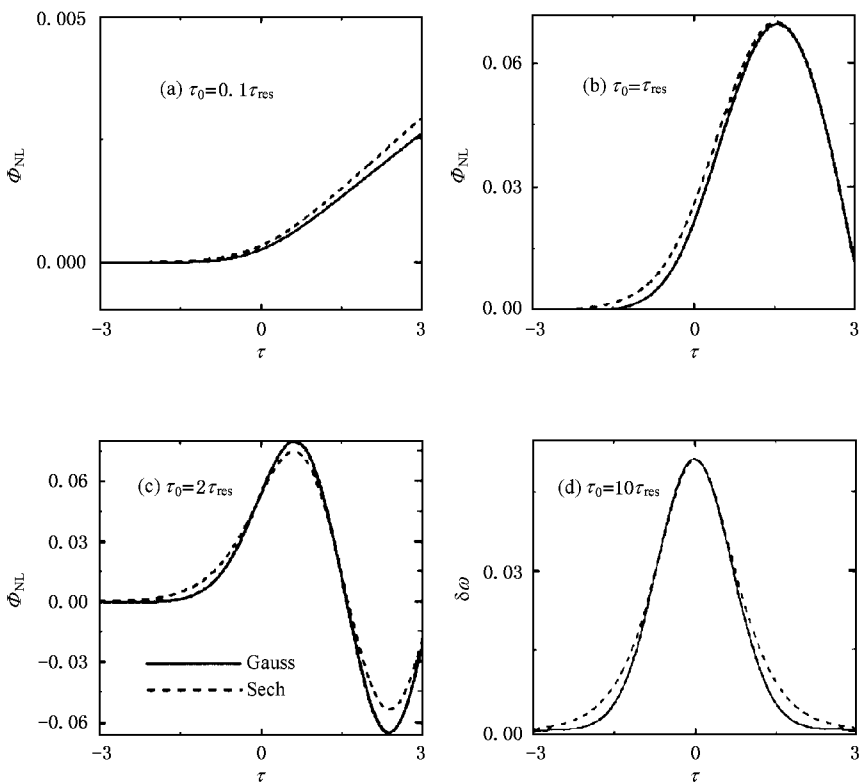 0.005
(a) τ₀=0.1τres
ΦNL
0.000
−3 0 3
τ
0.06
(b) τ₀=τres
ΦNL
0.03
0.00
−3 0 3
τ
0.06
(c) τ₀=2τres
0.03
ΦNL
0.00
−0.03
Gauss
Sech
−0.06
−3 0 3
τ
(d) τ₀=10τres
0.03
δω
0.00
−3 0 3
τ